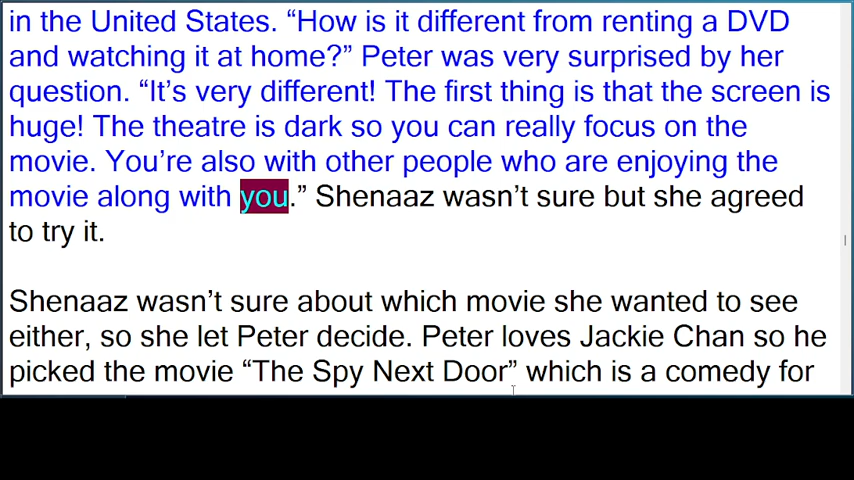 in the United States. “How is it different from renting a DVD
and watching it at home?” Peter was very surprised by her
question. “It’s very different! The first thing is that the screen is
huge! The theatre is dark so you can really focus on the
movie. You’re also with other people who are enjoying the
movie along with you.” Shenaaz wasn’t sure but she agreed
to try it.
Shenaaz wasn’t sure about which movie she wanted to see
either, so she let Peter decide. Peter loves Jackie Chan so he
picked the movie “The Spy Next Door” which is a comedy for